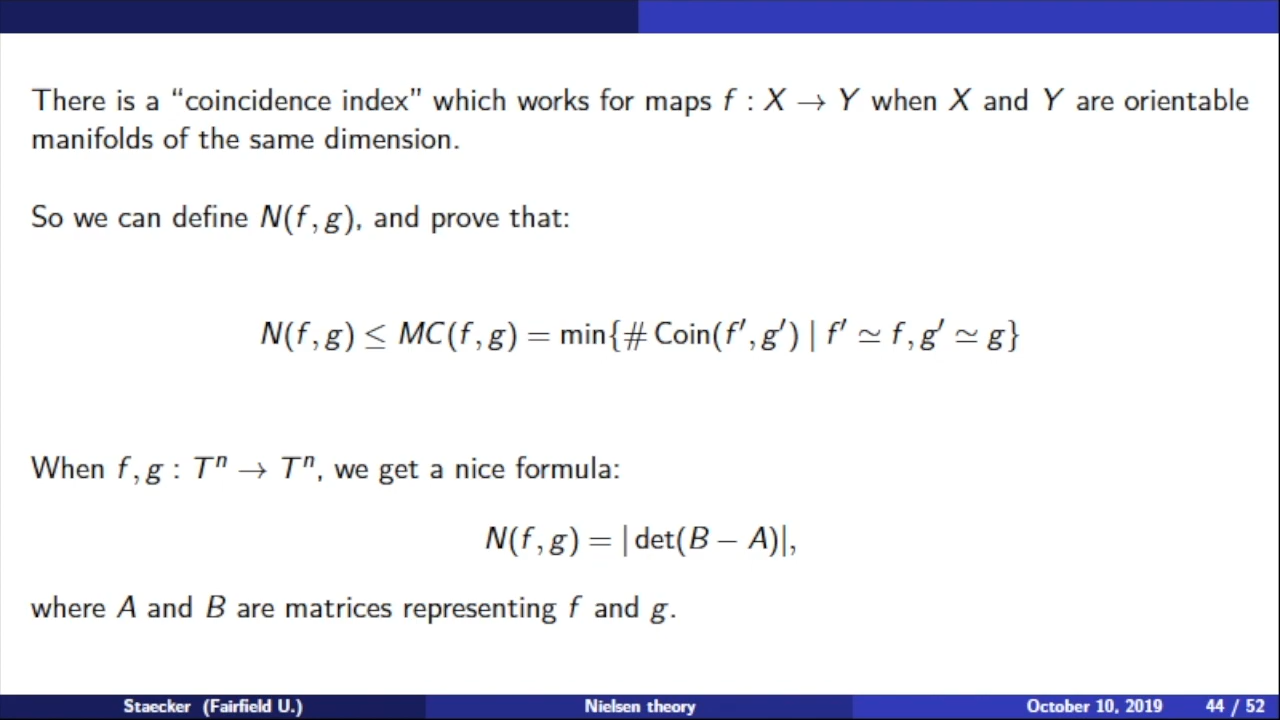 There is a “coincidence index” which works for maps f : X → Y when X and Y are orientable
manifolds of the same dimension.
So we can define N(f, g), and prove that:
N(f, g) ≤ MC(f, g) = min{# Coin(f′, g′) | f′ ≃ f, g′ ≃ g}
When f, g : Tⁿ → Tⁿ, we get a nice formula:
N(f, g) = | det(B − A)|,
where A and B are matrices representing f and g.
Staecker (Fairfield U.) Nielsen theory October 10, 2019 44 / 52